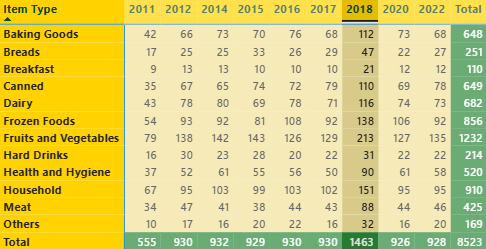 Item Type 2011 2012 2014 2015 2016 2017 2018 2020 2022 Total
Baking Goods 42 66 73 70 76 68 112 73 68 648
Breads 17 25 25 33 26 29 47 22 27 251
Breakfast 9 13 13 10 10 10 21 12 12 110
Canned 35 67 65 74 72 79 110 69 78 649
Dairy 43 78 80 69 78 71 116 73 74 682
Frozen Foods 54 93 92 81 108 92 138 106 92 856
Fruits and Vegetables 79 138 142 143 126 129 213 127 135 1232
Hard Drinks 16 30 23 28 20 22 31 22 22 214
Health and Hygiene 37 52 61 55 56 50 90 61 58 520
Household 67 95 103 99 103 102 151 95 95 910
Meat 34 47 41 38 44 43 88 44 46 425
Others 10 17 16 20 22 16 32 16 20 169
Total 555 930 932 929 930 930 1463 926 928 8523